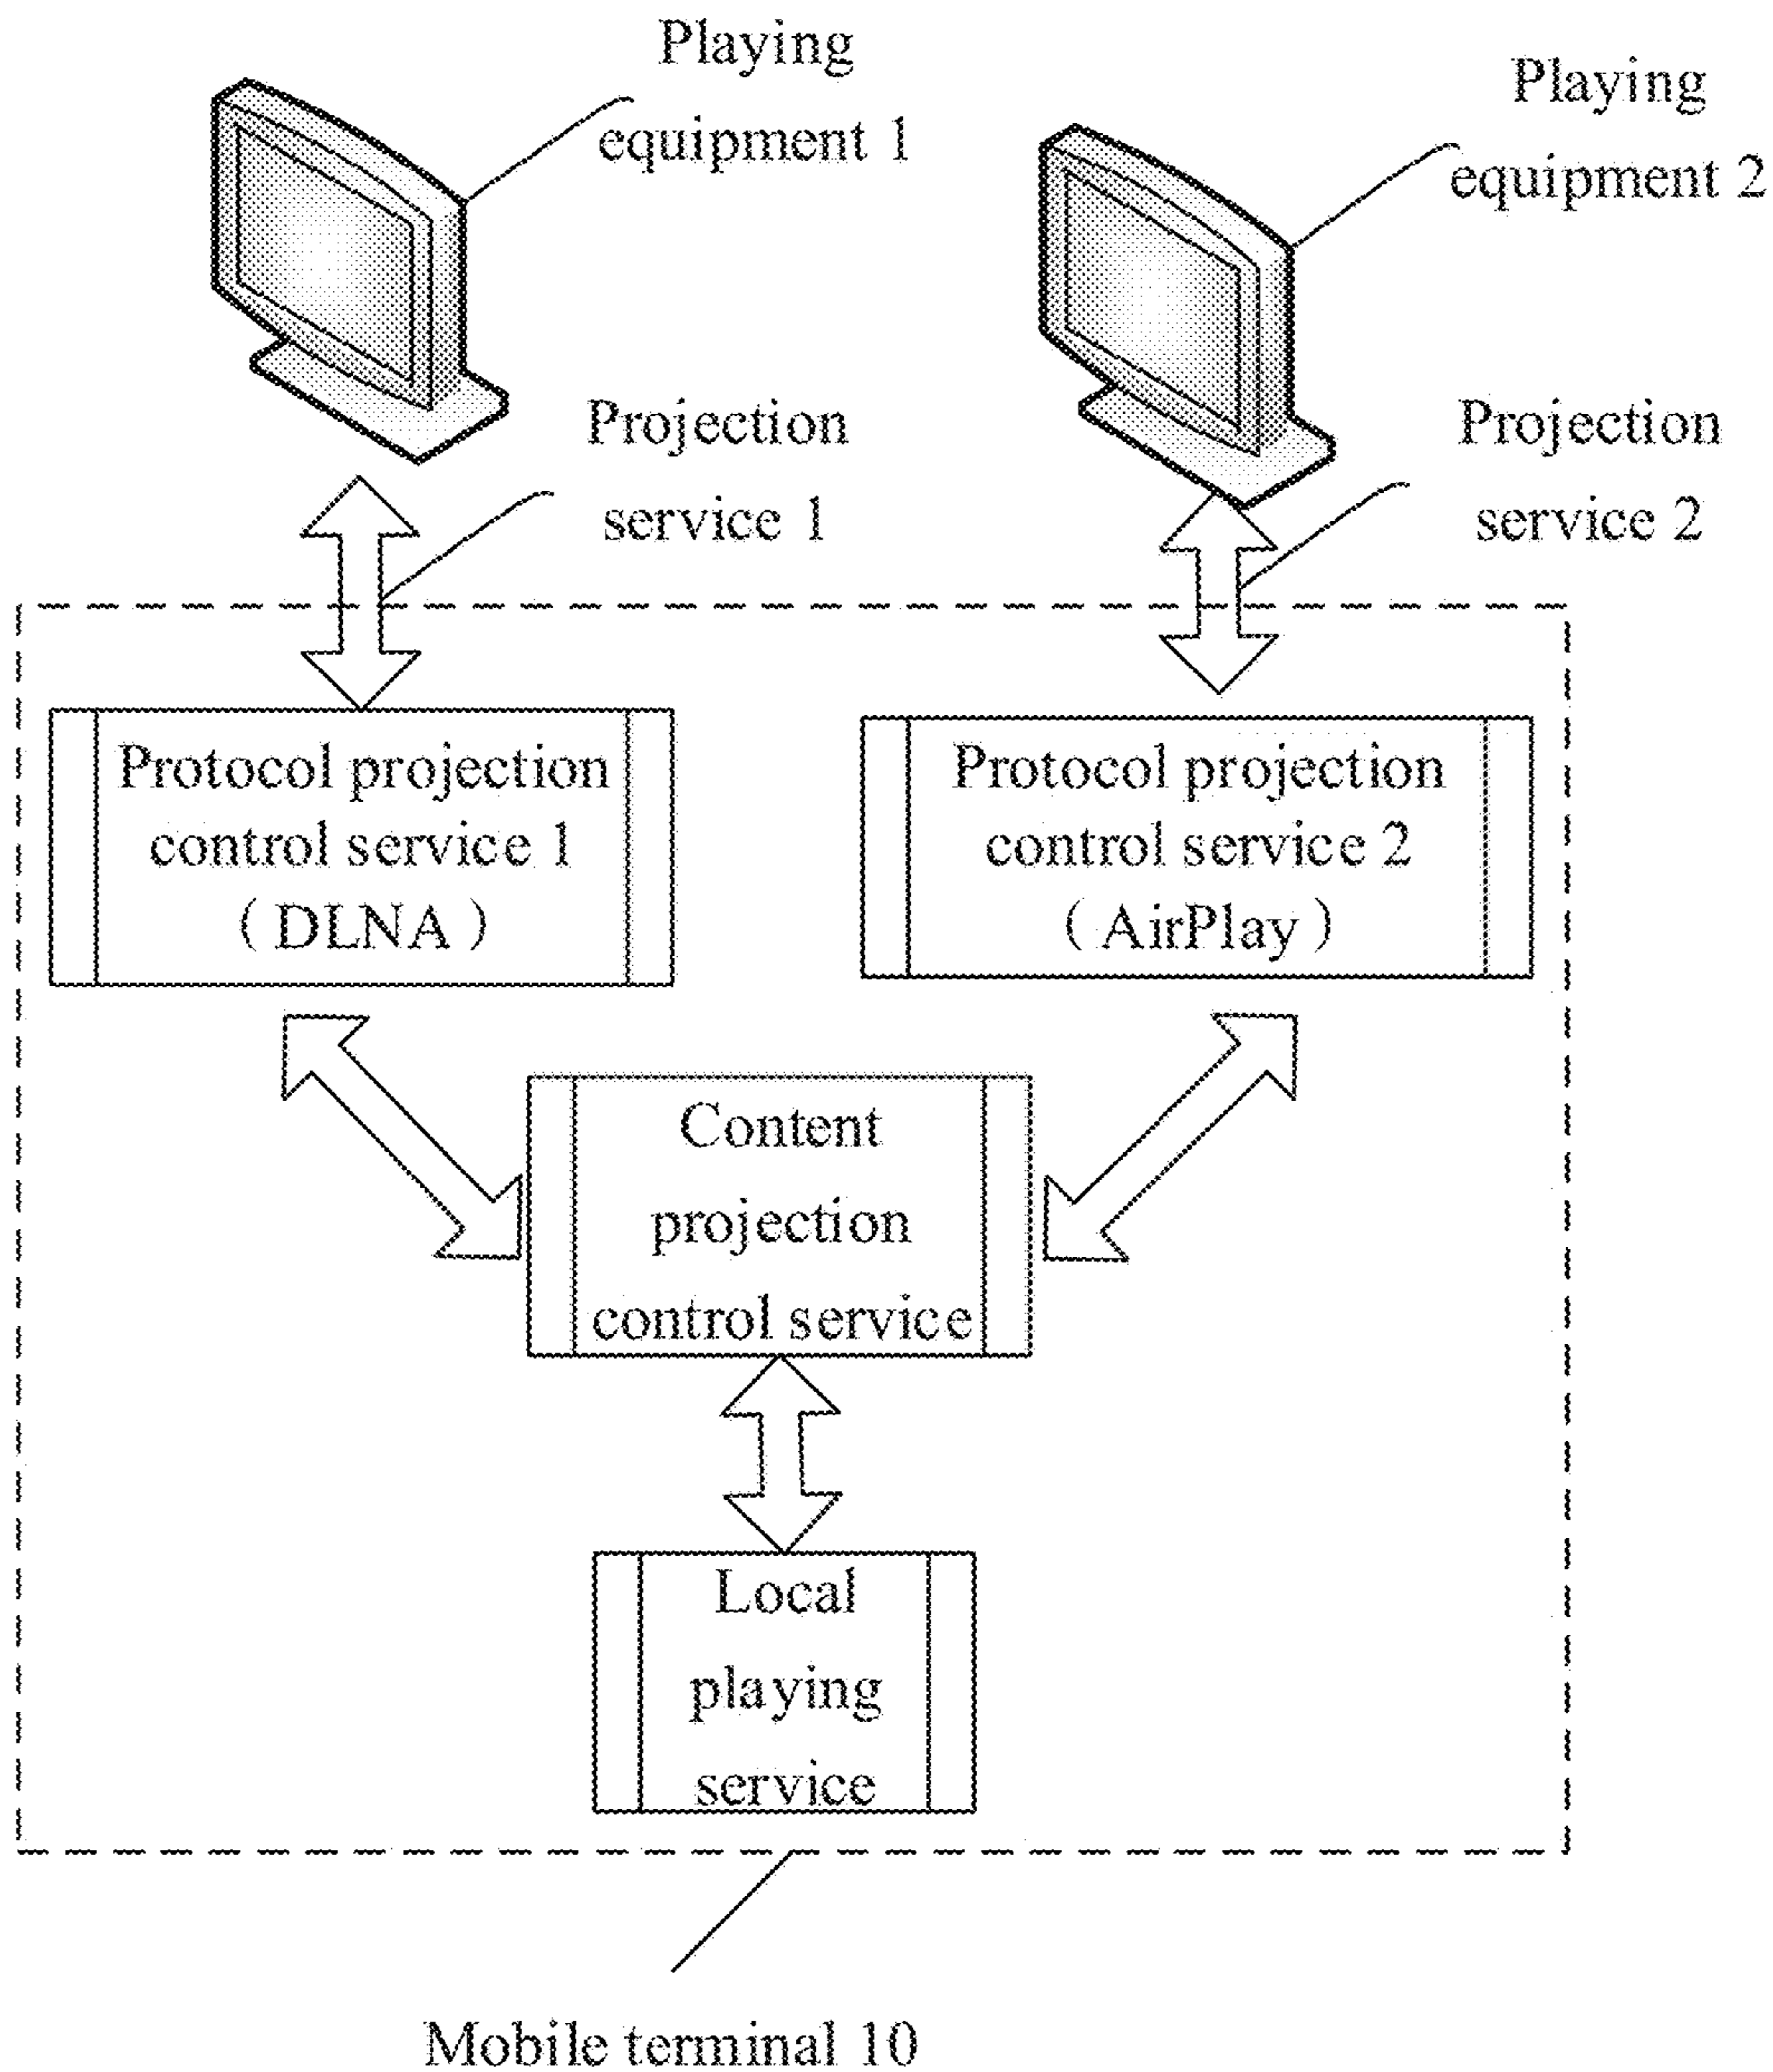 Playing
equipment 1
Playing
equipment 2
Projection
service 1
Projection
service 2
Protocol projection
control service 1
( DLNA )
Protocol projection
control service 2
( AirPlay )
Content
projection
control service
Local
playing
service
Mobile terminal 10